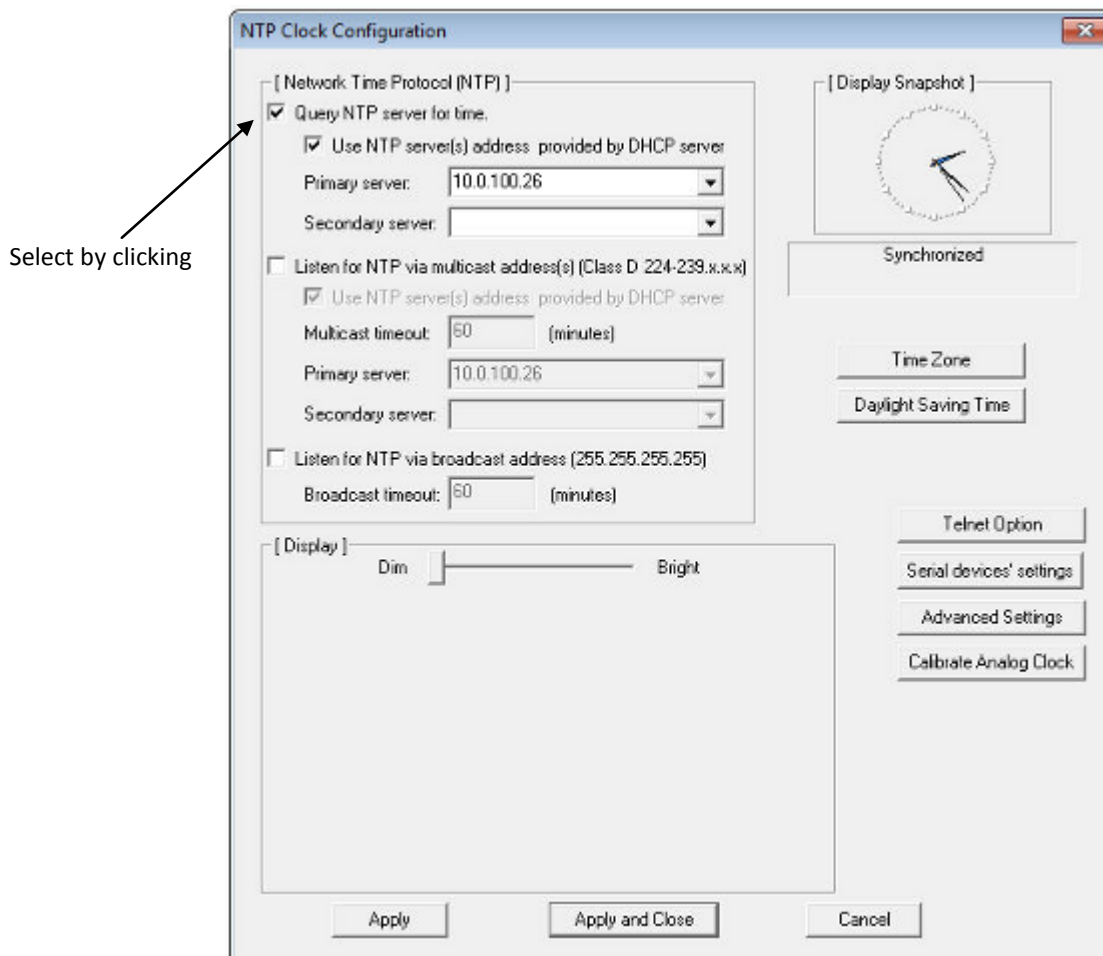 NTP Clock Configuration
[ Network Time Protocol (NTP) ]
Query NTP server for time.
Use NTP server(s) address provided by DHCP server
Primary server: 10.0.100.26
Secondary server:
Select by clicking
Listen for NTP via multicast address(s) (Class D 224-239.x.x.x)
Use NTP server(s) address provided by DHCP server
Multicast timeout: 60 (minutes)
Primary server: 10.0.100.26
Secondary server:
Listen for NTP via broadcast address (255.255.255.255)
Broadcast timeout: 60 (minutes)
[ Display Snapshot ]
Synchronized
Time Zone
Daylight Saving Time
[ Display ]
Dim Bright
Telnet Option
Serial devices' settings
Advanced Settings
Calibrate Analog Clock
Apply Apply and Close Cancel